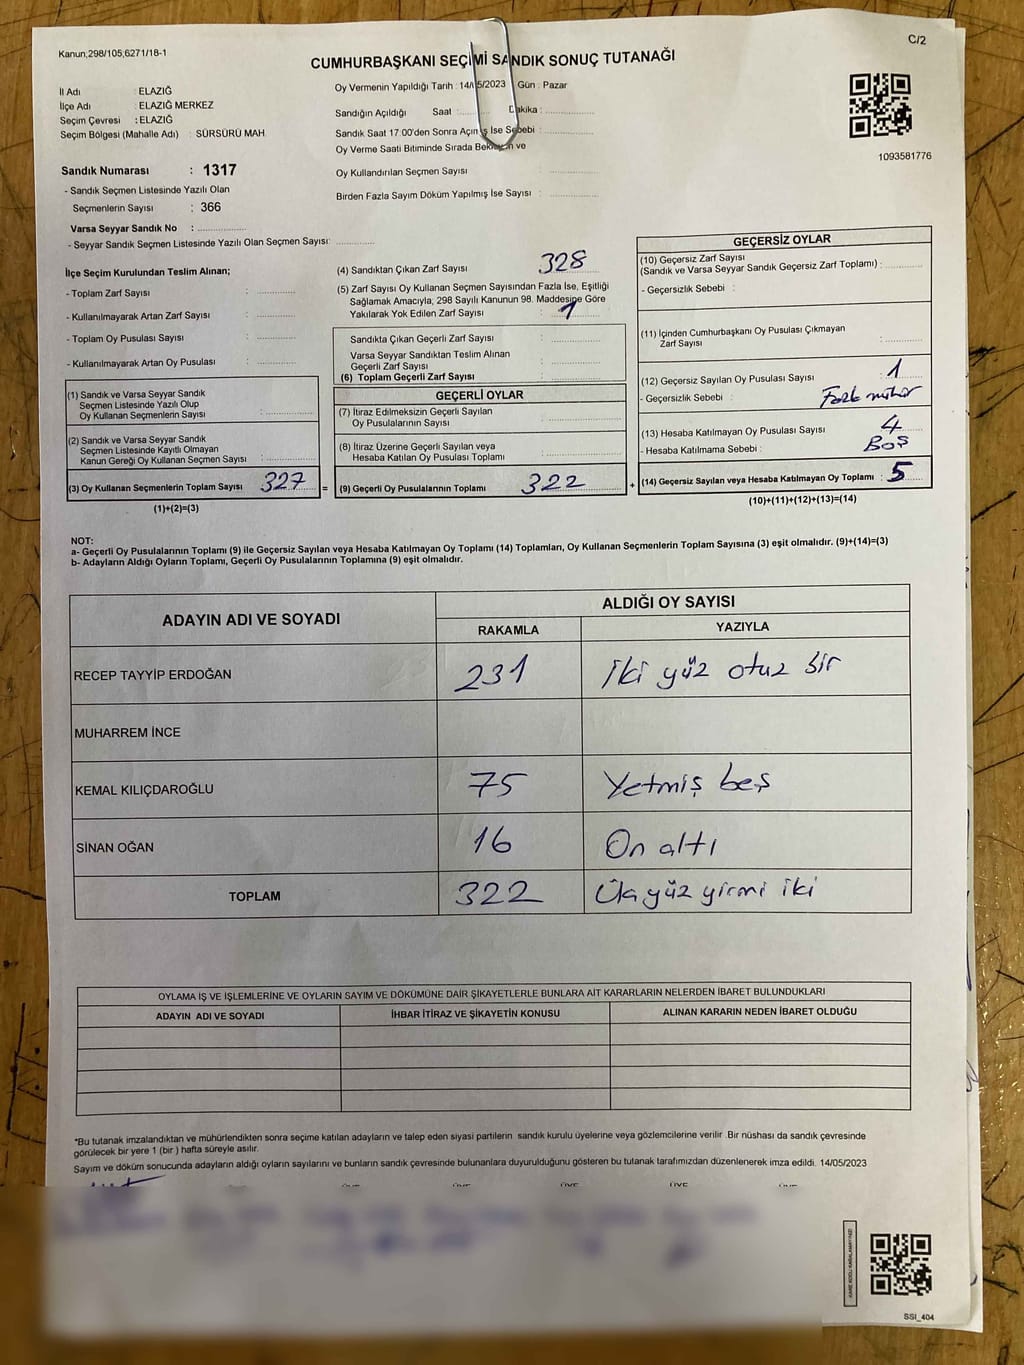 Kanun;298/105;6271/18-1
C/2
CUMHURBAŞKANI SEÇİMİ SANDIK SONUÇ TUTANAĞI
İl Adı : ELAZIĞ
İlçe Adı : ELAZIĞ MERKEZ
Seçim Çevresi : ELAZIĞ
Seçim Bölgesi (Mahalle Adı) : SÜRSÜRÜ MAH.
Oy Vermenin Yapıldığı Tarih : 14/05/2023 Gün : Pazar
Sandığın Açıldığı Saat :........ Dakika :............
Sandık Saat 17 00'den Sonra Açılmış İse Sebebi :............
Oy Verme Saati Bitiminde Sırada Bekleyen ve
Oy Kullandırılan Seçmen Sayısı :............
Birden Fazla Sayım Döküm Yapılmış İse Sayısı :............
1093581776
Sandık Numarası : 1317
- Sandık Seçmen Listesinde Yazılı Olan
Seçmenlerin Sayısı : 366
Varsa Seyyar Sandık No :............
- Seyyar Sandık Seçmen Listesinde Yazılı Olan Seçmen Sayısı:............
İlçe Seçim Kurulundan Teslim Alınan;
- Toplam Zarf Sayısı :............
- Kullanılmayarak Artan Zarf Sayısı :............
- Toplam Oy Pusulası Sayısı :............
- Kullanılmayarak Artan Oy Pusulası :............
(1) Sandık ve Varsa Seyyar Sandık
Seçmen Listesinde Yazılı Olup
Oy Kullanan Seçmenlerin Sayısı :............
(2) Sandık ve Varsa Seyyar Sandık
Seçmen Listesinde Kayıtlı Olmayan
Kanun Gereği Oy Kullanan Seçmen Sayısı :............
(3) Oy Kullanan Seçmenlerin Toplam Sayısı : 327 =
(1)+(2)=(3)
(4) Sandıktan Çıkan Zarf Sayısı : 328
(5) Zarf Sayısı Oy Kullanan Seçmen Sayısından Fazla İse, Eşitliği
Sağlamak Amacıyla, 298 Sayılı Kanunun 98. Maddesine Göre
Yakılarak Yok Edilen Zarf Sayısı : 1
Sandıkta Çıkan Geçerli Zarf Sayısı :............
Varsa Seyyar Sandıktan Teslim Alınan
Geçerli Zarf Sayısı :............
(6) Toplam Geçerli Zarf Sayısı :............
GEÇERLİ OYLAR
(7) İtiraz Edilmeksizin Geçerli Sayılan
Oy Pusulalarının Sayısı :............
(8) İtiraz Üzerine Geçerli Sayılan veya
Hesaba Katılan Oy Pusulası Toplamı :............
(9) Geçerli Oy Pusulalarının Toplamı : 322 +
GEÇERSİZ OYLAR
(10) Geçersiz Zarf Sayısı
(Sandık ve Varsa Seyyar Sandık Geçersiz Zarf Toplamı) :............
- Geçersizlik Sebebi :
(11) İçinden Cumhurbaşkanı Oy Pusulası Çıkmayan
Zarf Sayısı :............
(12) Geçersiz Sayılan Oy Pusulası Sayısı : 1
- Geçersizlik Sebebi : Fazla mühür
(13) Hesaba Katılmayan Oy Pusulası Sayısı : 4
- Hesaba Katılmama Sebebi : Boş
(14) Geçersiz Sayılan veya Hesaba Katılmayan Oy Toplamı : 5
(10)+(11)+(12)+(13)=(14)
NOT:
a- Geçerli Oy Pusulalarının Toplamı (9) ile Geçersiz Sayılan veya Hesaba Katılmayan Oy Toplamı (14) Toplamları, Oy Kullanan Seçmenlerin Toplam Sayısına (3) eşit olmalıdır. (9)+(14)=(3)
b- Adayların Aldığı Oyların Toplamı, Geçerli Oy Pusulalarının Toplamına (9) eşit olmalıdır.
ADAYIN ADI VE SOYADI ALDIĞI OY SAYISI
RAKAMLA YAZIYLA
RECEP TAYYİP ERDOĞAN 231 İki yüz otuz bir
MUHARREM İNCE
KEMAL KILIÇDAROĞLU 75 Yetmiş beş
SİNAN OĞAN 16 On altı
TOPLAM 322 Üç yüz yirmi iki
OYLAMA İŞ VE İŞLEMLERİNE VE OYLARIN SAYIM VE DÖKÜMÜNE DAİR ŞİKAYETLERLE BUNLARA AİT KARARLARIN NELERDEN İBARET BULUNDUKLARI
ADAYIN ADI VE SOYADI İHBAR İTİRAZ VE ŞİKAYETİN KONUSU ALINAN KARARIN NEDEN İBARET OLDUĞU
*Bu tutanak imzalandıktan ve mühürlendikten sonra seçime katılan adayların ve talep eden siyasi partilerin sandık kurulu üyelerine veya gözlemcilerine verilir .Bir nüshası da sandık çevresinde
görülecek bir yere 1 (bir ) hafta süreyle asılır.
Sayım ve döküm sonucunda adayların aldığı oyların sayılarını ve bunların sandık çevresinde bulunanlara duyurulduğunu gösteren bu tutanak tarafımızdan düzenlenerek imza edildi. 14/05/2023
ÜYE ÜYE ÜYE ÜYE ÜYE
SSI_404